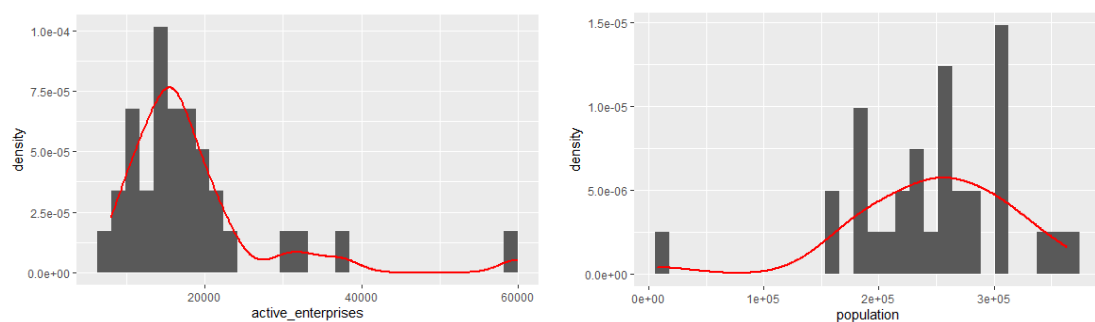 1.0e-04
7.5e-05
5.0e-05
2.5e-05
0.0e+00
density
20000 40000 60000
active_enterprises
1.5e-05
1.0e-05
5.0e-06
0.0e+00
density
0e+00 1e+05 2e+05 3e+05
population